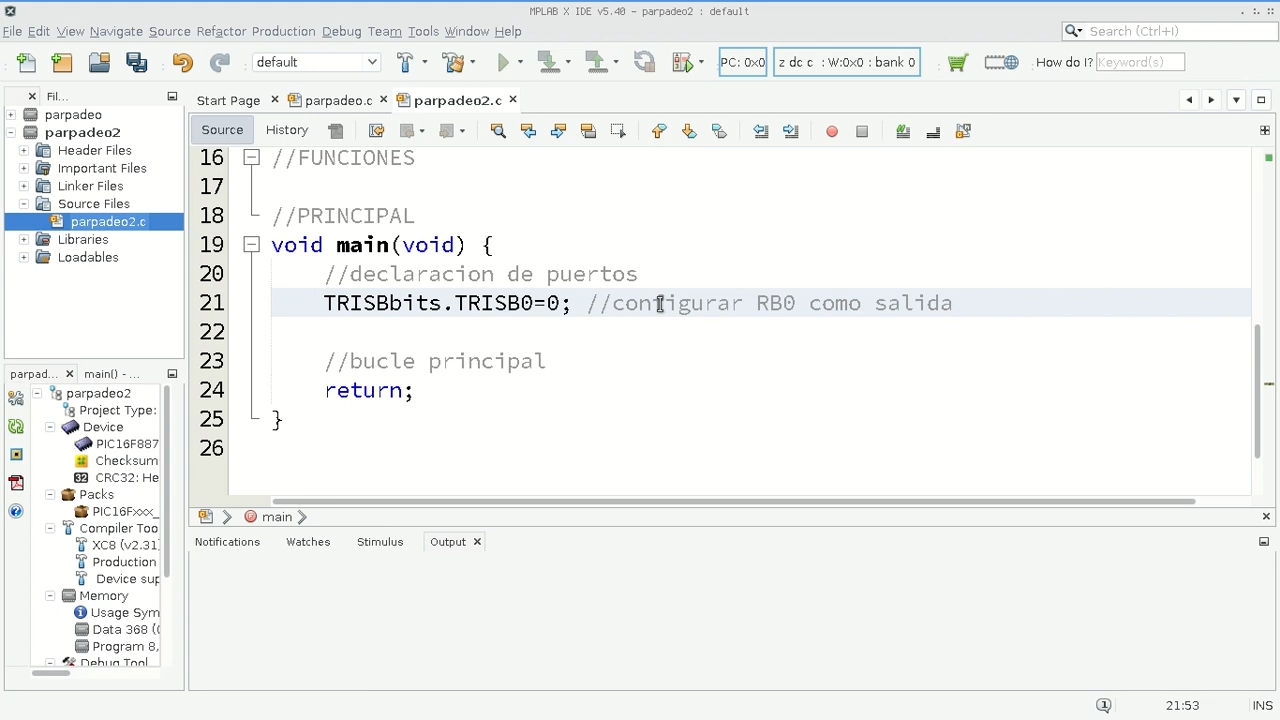 MPLAB X IDE v5.40 - parpadeo2 : default
File Edit View Navigate Source Refactor Production Debug Team Tools Window Help
Search (Ctrl+I)
default
PC: 0x0
z dc c : W:0x0 : bank 0
How do I?
Keyword(s)
Fil...
Start Page
parpadeo.c
parpadeo2.c
parpadeo
parpadeo2
Header Files
Important Files
Linker Files
Source Files
parpadeo2.c
Libraries
Loadables
Source
History
16 //FUNCIONES
17
18 //PRINCIPAL
19 void main(void) {
20 //declaracion de puertos
21 TRISBbits.TRISB0=0; //configurar RB0 como salida
22
23 //bucle principal
24 return;
25 }
26
main
parpad...
main() - ...
parpadeo2
Project Type:
Device
PIC16F887
Checksum
CRC32: He
Packs
PIC16Fxxx_
Compiler Too
XC8 (v2.31)
Production
Device sup
Memory
Usage Sym
Data 368 (
Program 8,
Debug Tool
Notifications
Watches
Stimulus
Output
1
21:53
INS